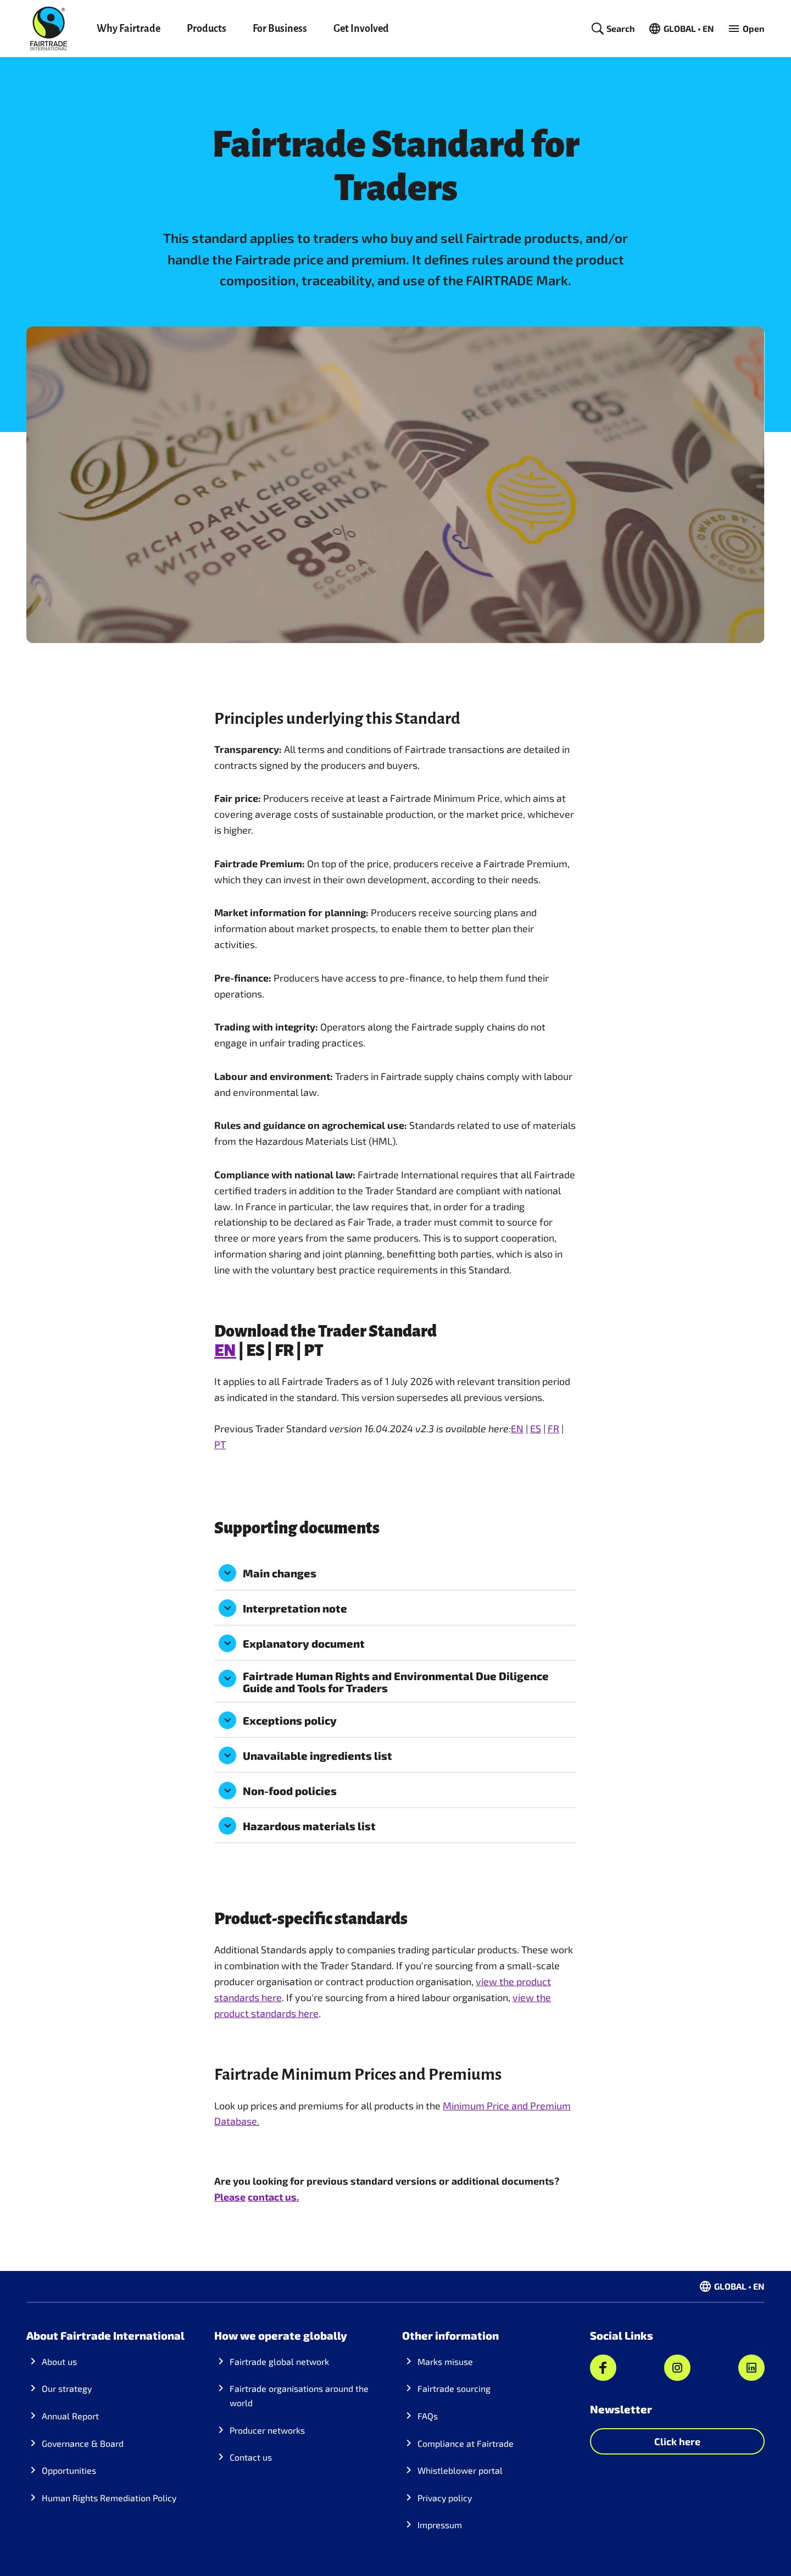 FAIRTRADE
INTERNATIONAL
Why Fairtrade
Products
For Business
Get Involved
Search
GLOBAL • EN
Open
Fairtrade Standard for
Traders
This standard applies to traders who buy and sell Fairtrade products, and/or
handle the Fairtrade price and premium. It defines rules around the product
composition, traceability, and use of the FAIRTRADE Mark.
Divine
ORGANIC
RICH DARK CHOCOLATE
WITH BLUEBERRY &
POPPED QUINOA
85%
COCOA
SÃO TOMÉ
RICH DARK
CHOCOLATE
REFRESHING
85
COCOA
SÃO TOMÉ
OWNED BY
Principles underlying this Standard
Transparency: All terms and conditions of Fairtrade transactions are detailed in
contracts signed by the producers and buyers.
Fair price: Producers receive at least a Fairtrade Minimum Price, which aims at
covering average costs of sustainable production, or the market price, whichever
is higher.
Fairtrade Premium: On top of the price, producers receive a Fairtrade Premium,
which they can invest in their own development, according to their needs.
Market information for planning: Producers receive sourcing plans and
information about market prospects, to enable them to better plan their
activities.
Pre-finance: Producers have access to pre-finance, to help them fund their
operations.
Trading with integrity: Operators along the Fairtrade supply chains do not
engage in unfair trading practices.
Labour and environment: Traders in Fairtrade supply chains comply with labour
and environmental law.
Rules and guidance on agrochemical use: Standards related to use of materials
from the Hazardous Materials List (HML).
Compliance with national law: Fairtrade International requires that all Fairtrade
certified traders in addition to the Trader Standard are compliant with national
law. In France in particular, the law requires that, in order for a trading
relationship to be declared as Fair Trade, a trader must commit to source for
three or more years from the same producers. This is to support cooperation,
information sharing and joint planning, benefitting both parties, which is also in
line with the voluntary best practice requirements in this Standard.
Download the Trader Standard
EN | ES | FR | PT
It applies to all Fairtrade Traders as of 1 July 2026 with relevant transition period
as indicated in the standard. This version supersedes all previous versions.
Previous Trader Standard version 16.04.2024 v2.3 is available here:EN | ES | FR |
PT
Supporting documents
Main changes
Interpretation note
Explanatory document
Fairtrade Human Rights and Environmental Due Diligence
Guide and Tools for Traders
Exceptions policy
Unavailable ingredients list
Non-food policies
Hazardous materials list
Product-specific standards
Additional Standards apply to companies trading particular products. These work
in combination with the Trader Standard. If you're sourcing from a small-scale
producer organisation or contract production organisation, view the product
standards here. If you're sourcing from a hired labour organisation, view the
product standards here.
Fairtrade Minimum Prices and Premiums
Look up prices and premiums for all products in the Minimum Price and Premium
Database.
Are you looking for previous standard versions or additional documents?
Please contact us.
GLOBAL • EN
About Fairtrade International
About us
Our strategy
Annual Report
Governance & Board
Opportunities
Human Rights Remediation Policy
How we operate globally
Fairtrade global network
Fairtrade organisations around the
world
Producer networks
Contact us
Other information
Marks misuse
Fairtrade sourcing
FAQs
Compliance at Fairtrade
Whistleblower portal
Privacy policy
Impressum
Social Links
Newsletter
Click here